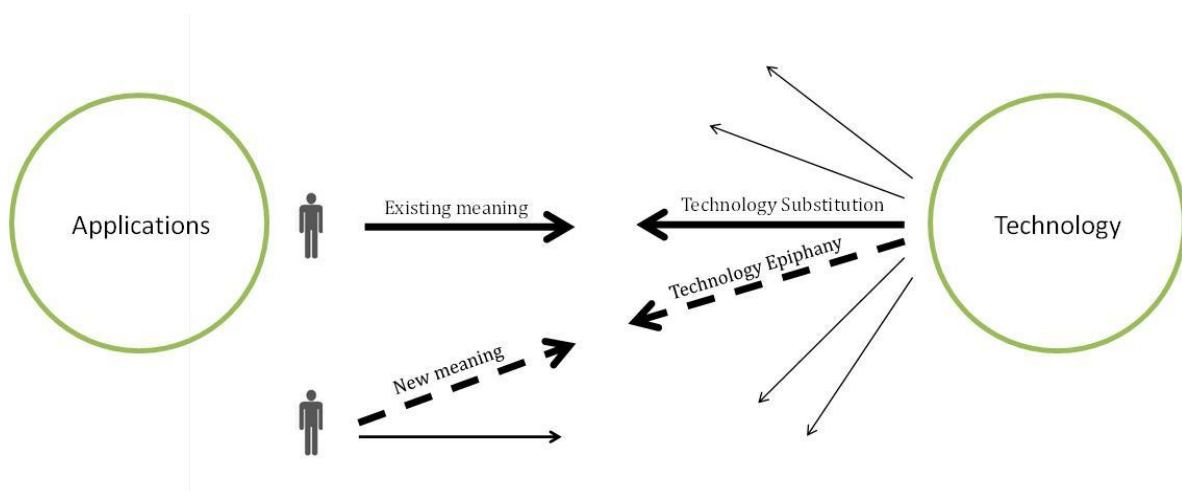 Applications
Existing meaning
Technology Substitution
Technology
Technology Epiphany
New meaning